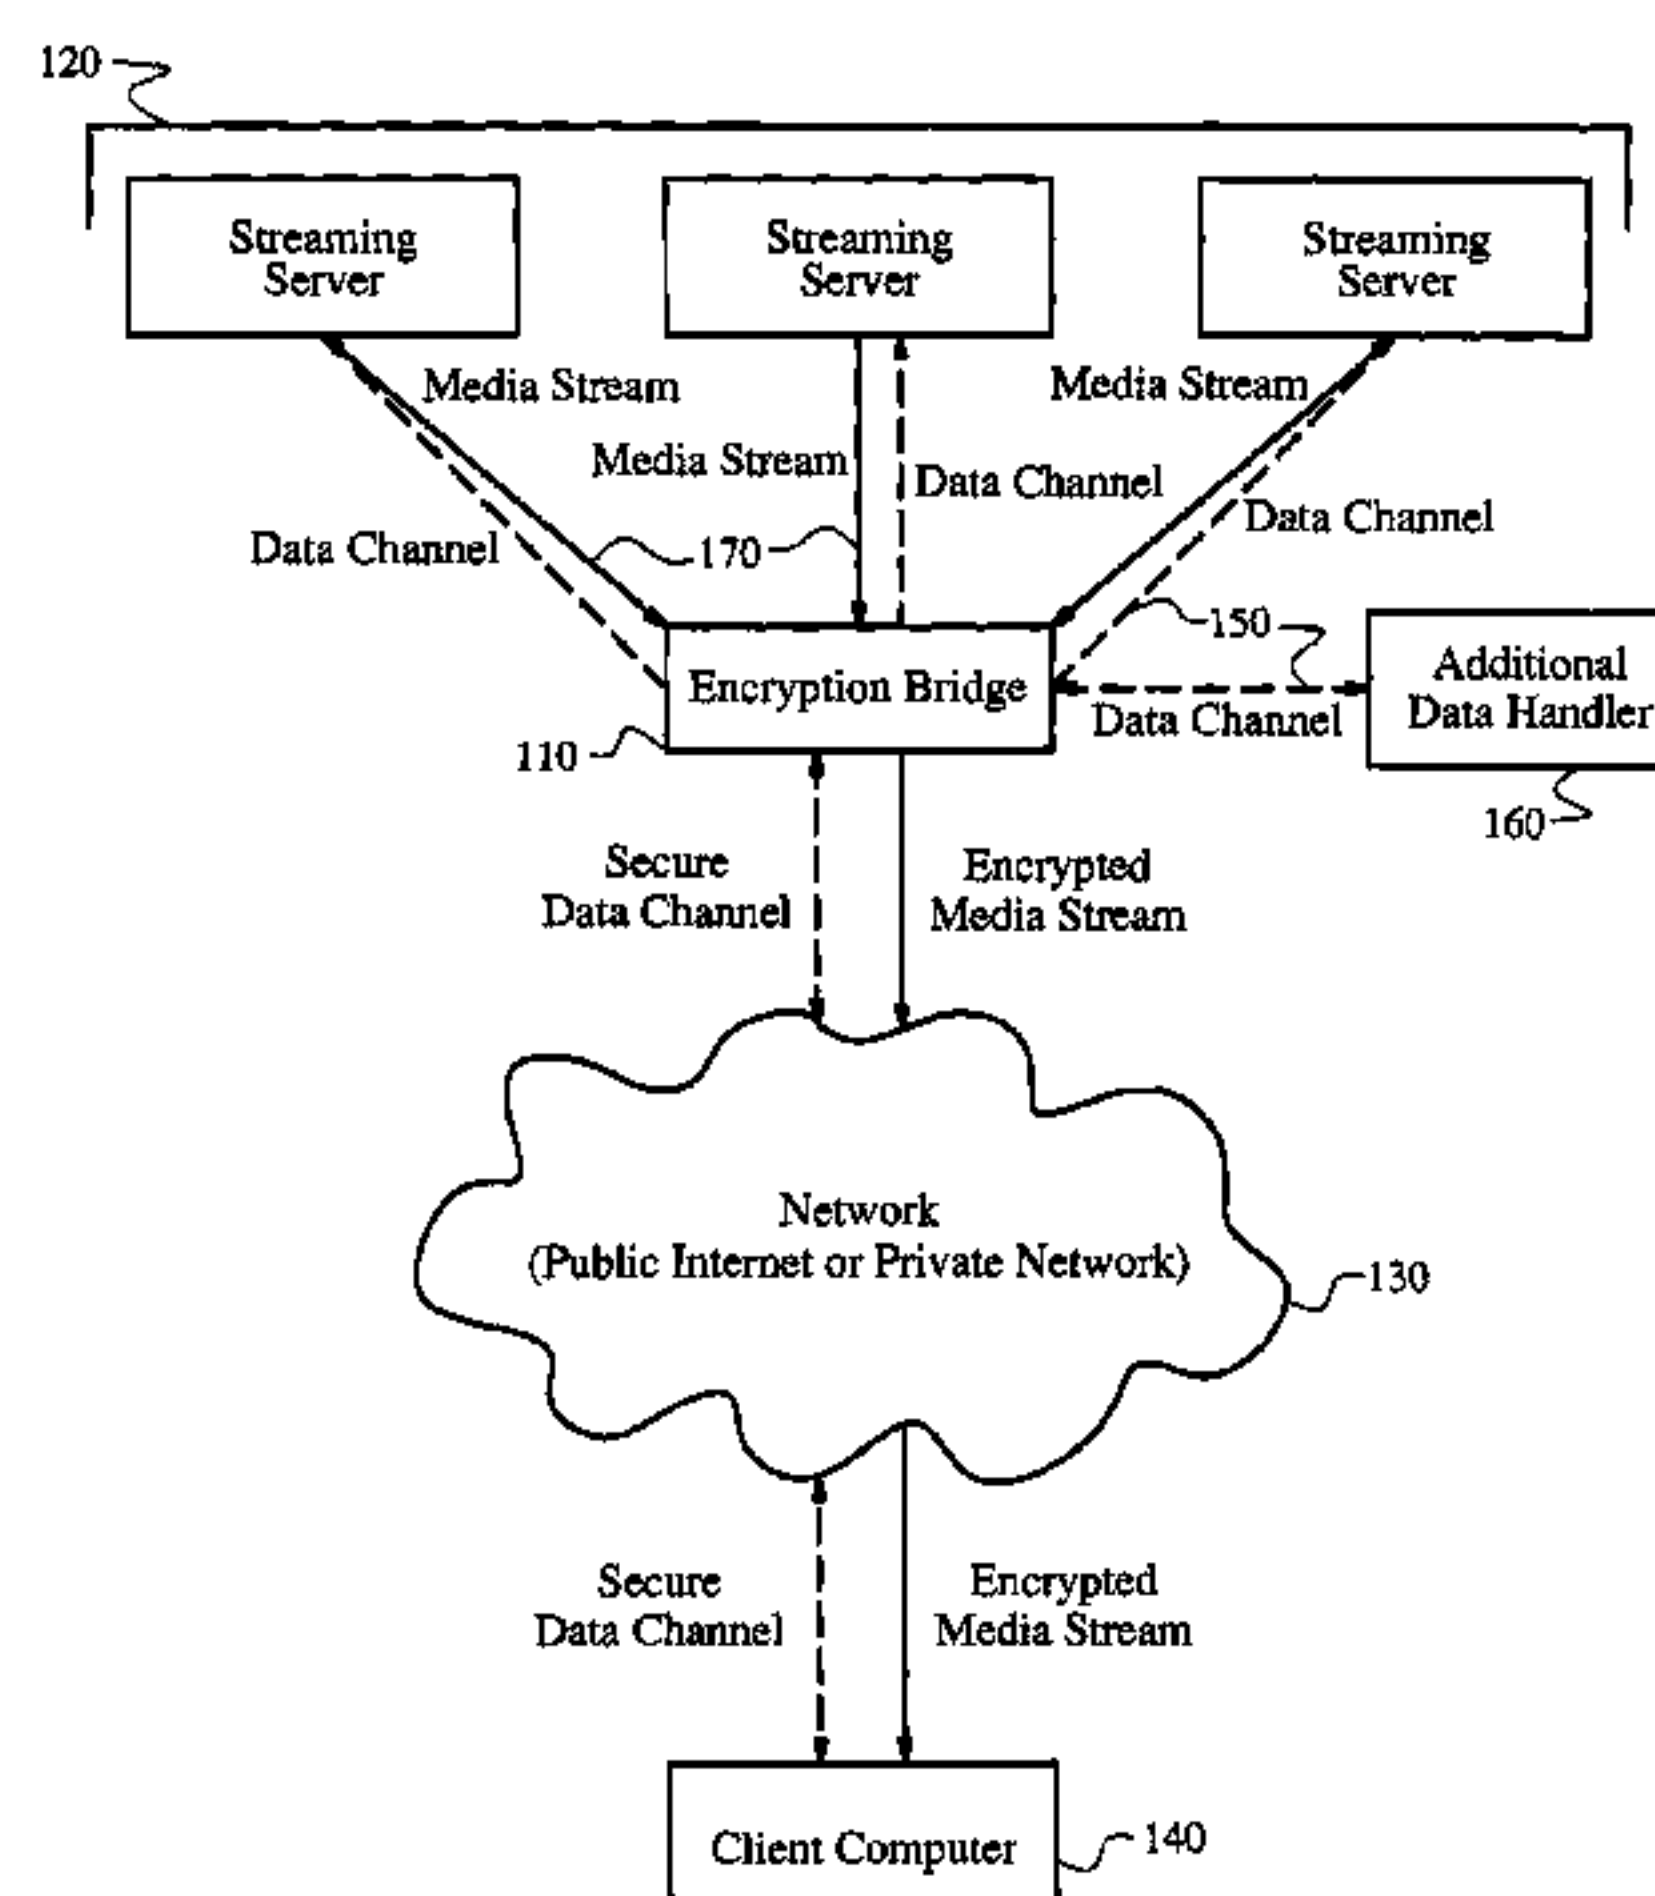 120
Streaming
Server
Streaming
Server
Streaming
Server
Media Stream
Media Stream
Media Stream
Data Channel
Data Channel
Data Channel
170
150
Encryption Bridge
Data Channel
Additional
Data Handler
110
160
Secure
Data Channel
Encrypted
Media Stream
Network
(Public Internet or Private Network)
130
Secure
Data Channel
Encrypted
Media Stream
Client Computer
140